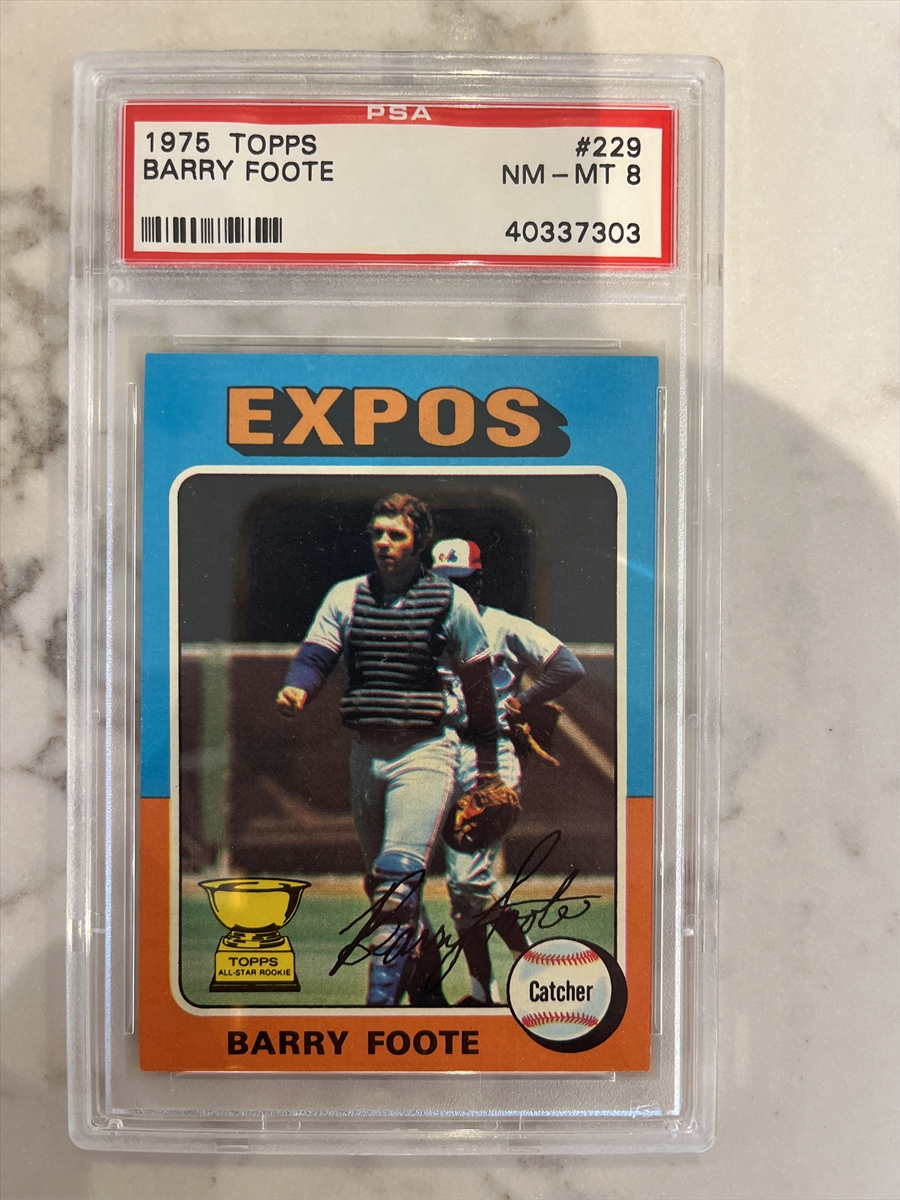 PSA
1975 TOPPS #229
BARRY FOOTE NM-MT 8
40337303
EXPOS
Barry Foote
TOPPS
ALL-STAR ROOKIE
Catcher
BARRY FOOTE